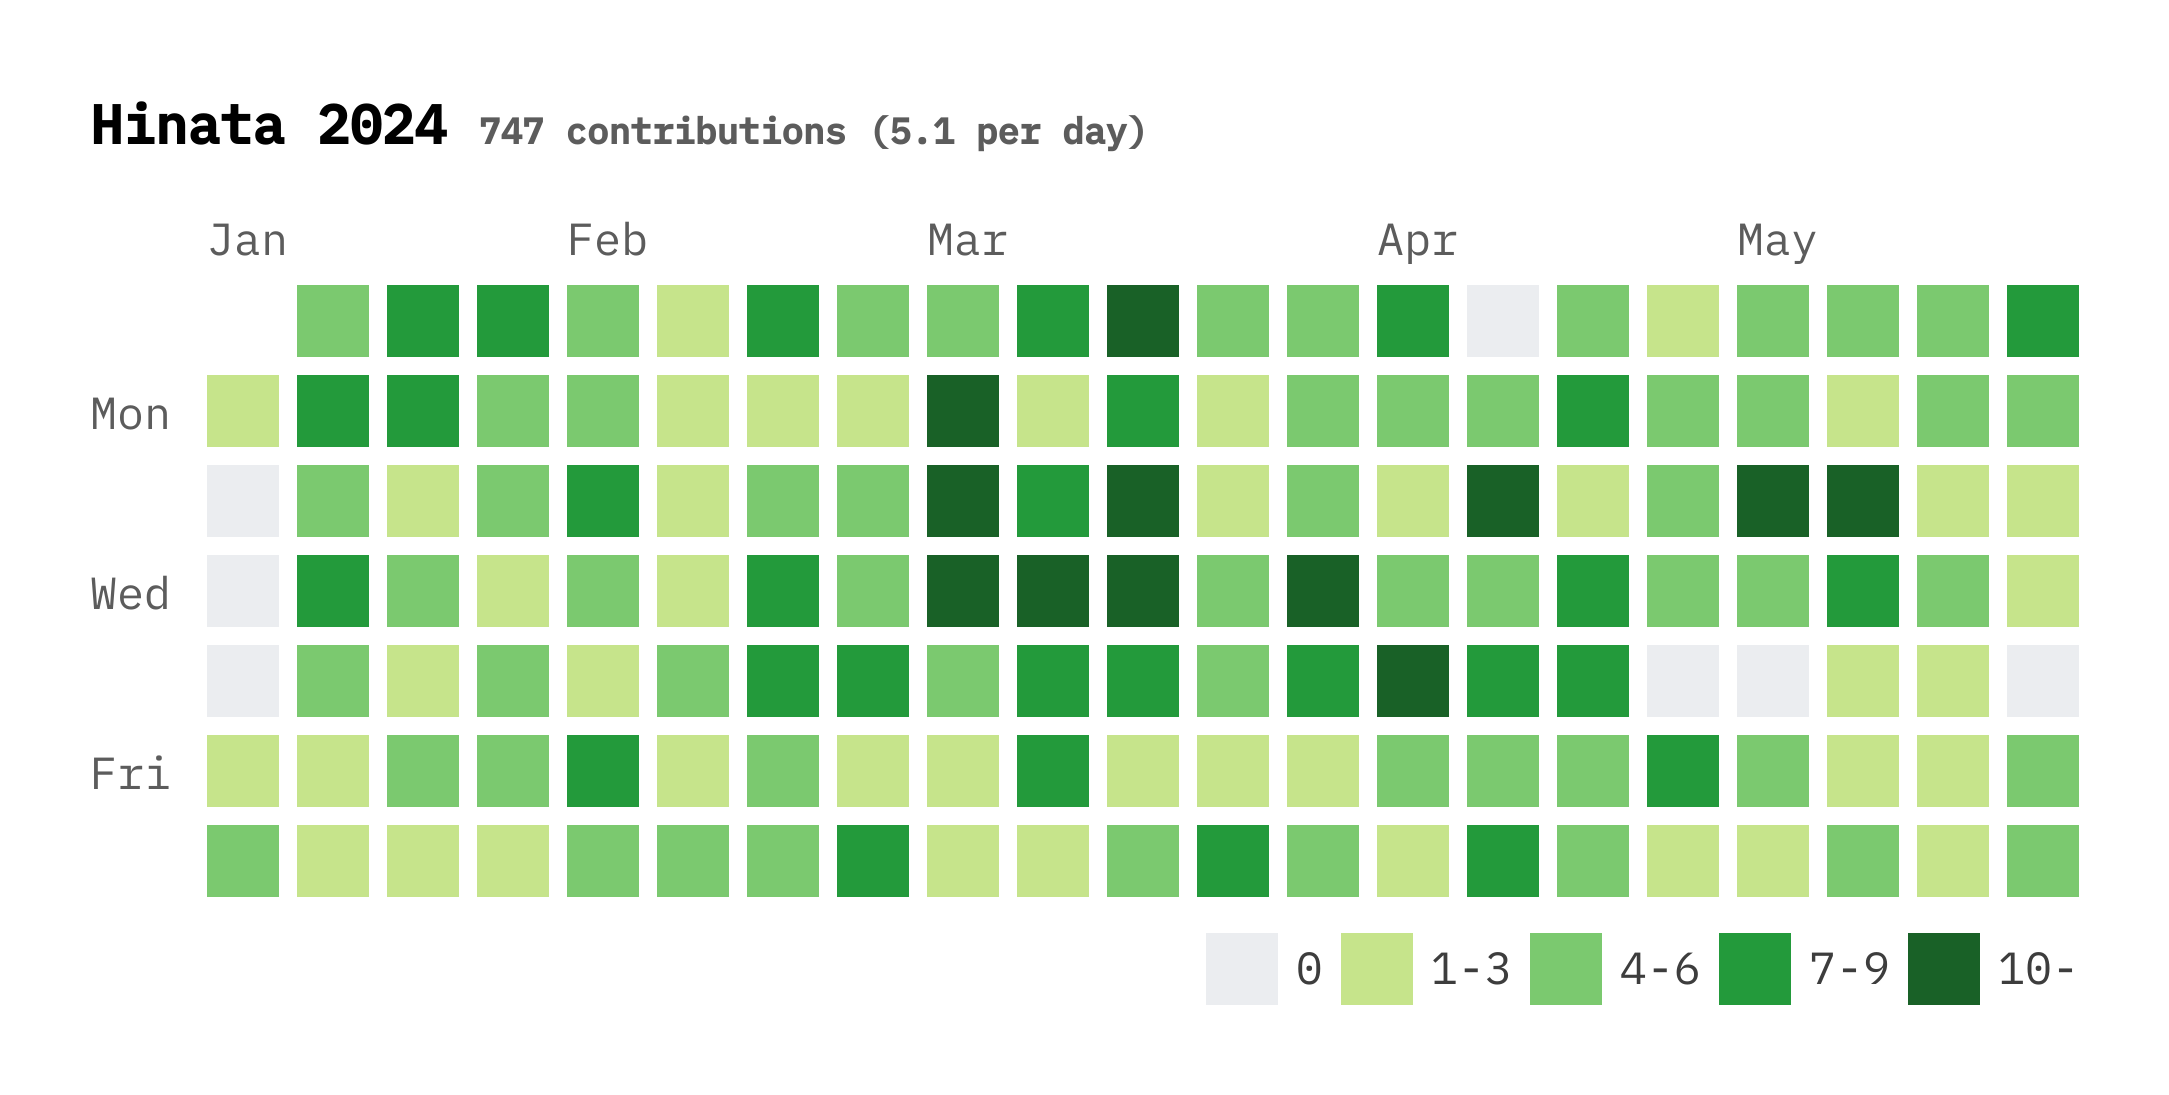 Hinata 2024 747 contributions (5.1 per day)
Jan Feb Mar Apr May
Mon
Wed
Fri
0 1-3 4-6 7-9 10-